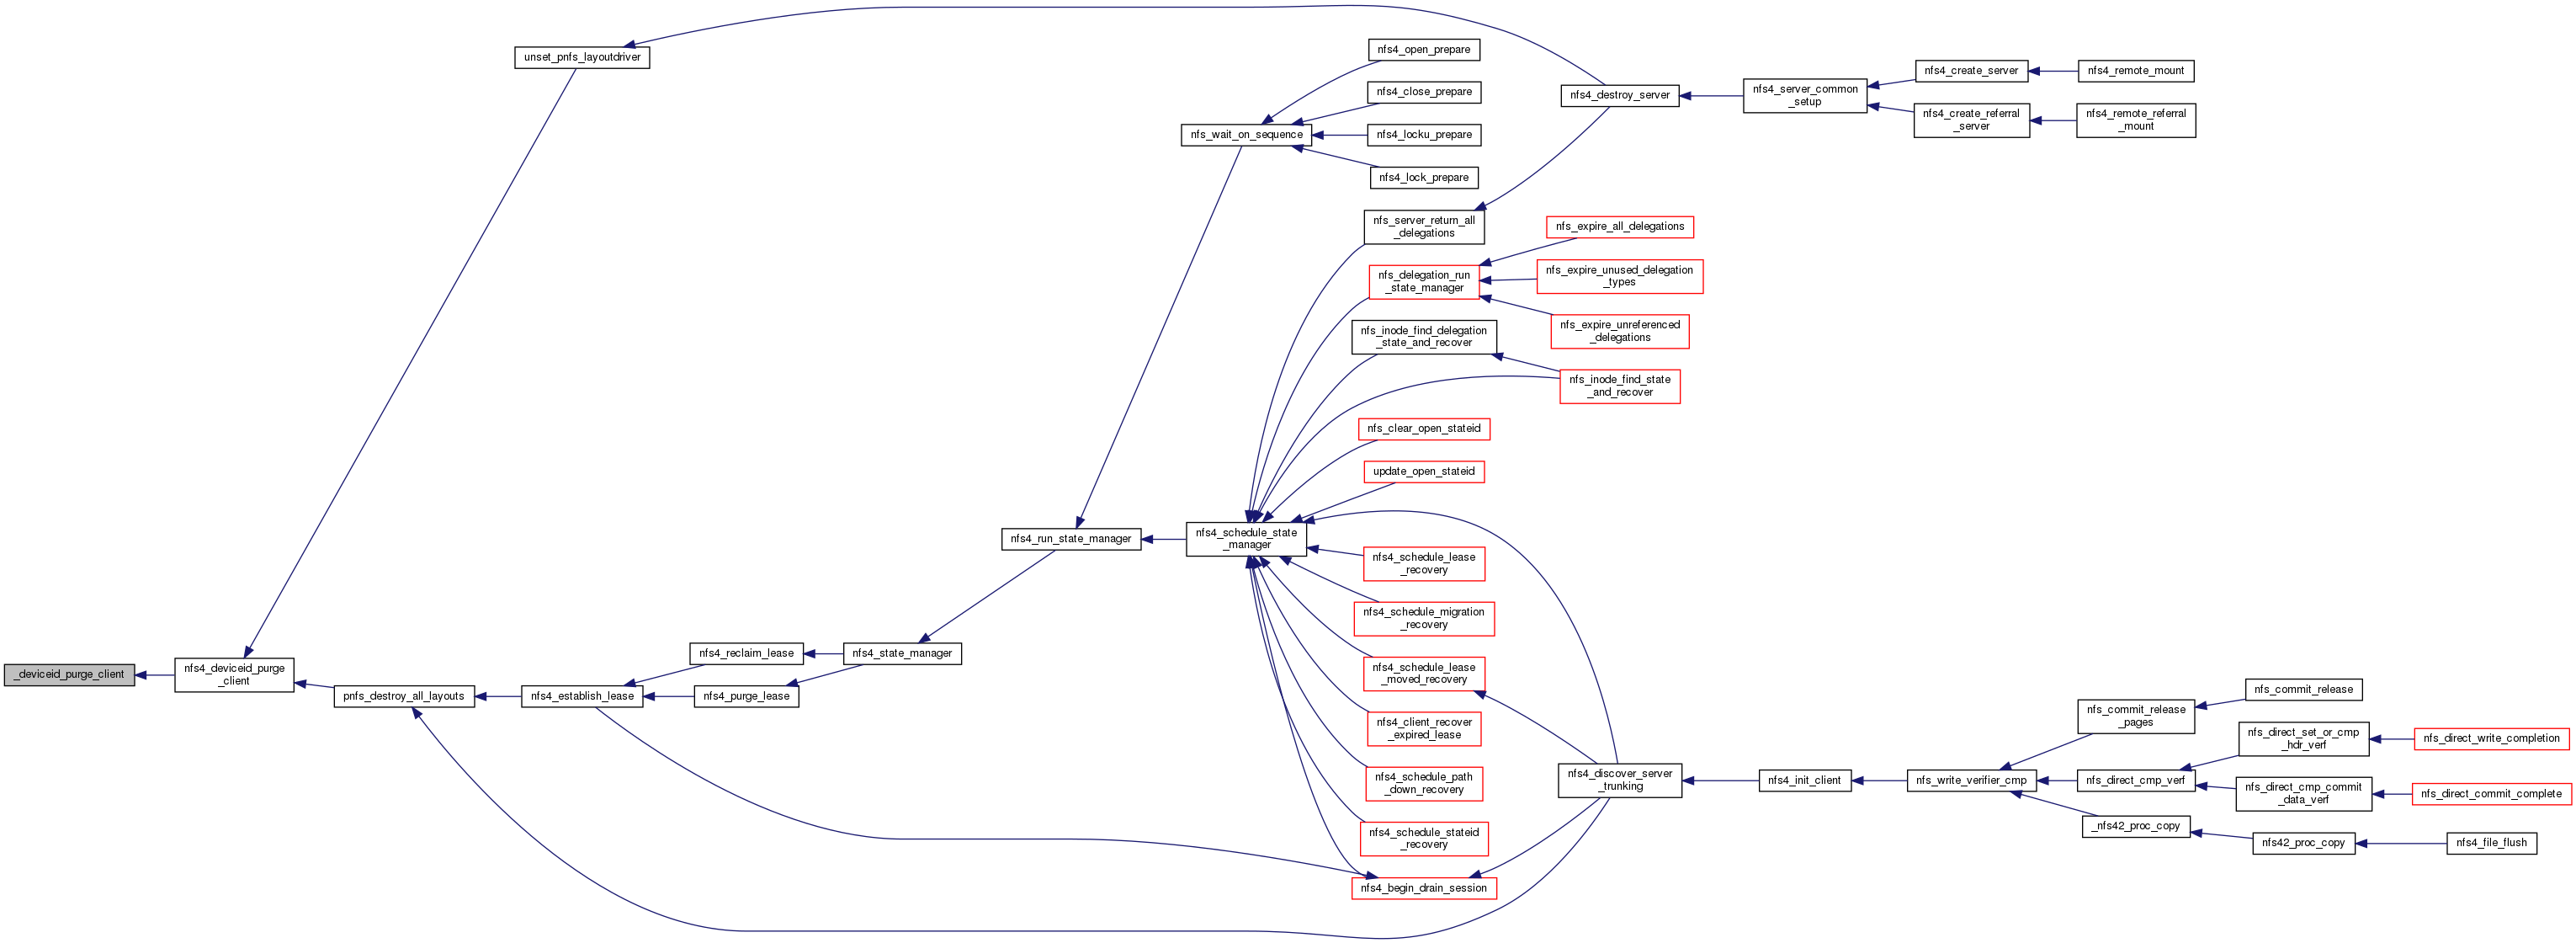 _deviceid_purge_client
nfs4_deviceid_purge
_client
unset_pnfs_layoutdriver
pnfs_destroy_all_layouts
nfs4_establish_lease
nfs4_reclaim_lease
nfs4_purge_lease
nfs4_state_manager
nfs4_run_state_manager
nfs_wait_on_sequence
nfs4_open_prepare
nfs4_close_prepare
nfs4_locku_prepare
nfs4_lock_prepare
nfs4_schedule_state
_manager
nfs_server_return_all
_delegations
nfs_delegation_run
_state_manager
nfs_inode_find_delegation
_state_and_recover
nfs_clear_open_stateid
update_open_stateid
nfs4_schedule_lease
_recovery
nfs4_schedule_migration
_recovery
nfs4_schedule_lease
_moved_recovery
nfs4_client_recover
_expired_lease
nfs4_schedule_path
_down_recovery
nfs4_schedule_stateid
_recovery
nfs4_begin_drain_session
nfs4_destroy_server
nfs_expire_all_delegations
nfs_expire_unused_delegation
_types
nfs_expire_unreferenced
_delegations
nfs_inode_find_state
_and_recover
nfs4_discover_server
_trunking
nfs4_server_common
_setup
nfs4_create_server
nfs4_remote_mount
nfs4_create_referral
_server
nfs4_remote_referral
_mount
nfs4_init_client
nfs_write_verifier_cmp
nfs_commit_release
_pages
nfs_commit_release
nfs_direct_cmp_verf
nfs_direct_set_or_cmp
_hdr_verf
nfs_direct_write_completion
nfs_direct_cmp_commit
_data_verf
nfs_direct_commit_complete
_nfs42_proc_copy
nfs42_proc_copy
nfs4_file_flush